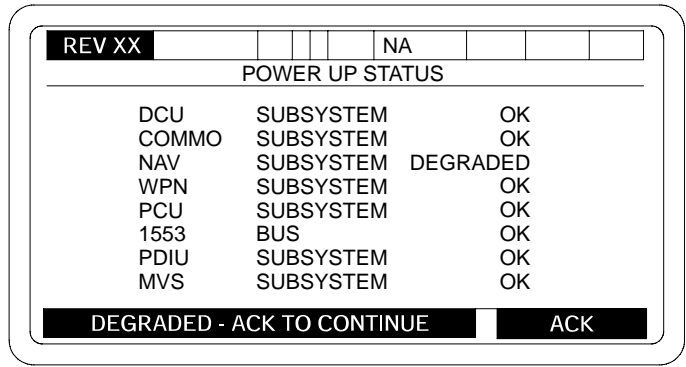 REV XX NA
POWER UP STATUS
DCU SUBSYSTEM OK
COMMO SUBSYSTEM OK
NAV SUBSYSTEM DEGRADED
WPN SUBSYSTEM OK
PCU SUBSYSTEM OK
1553 BUS OK
PDIU SUBSYSTEM OK
MVS SUBSYSTEM OK
DEGRADED - ACK TO CONTINUE ACK